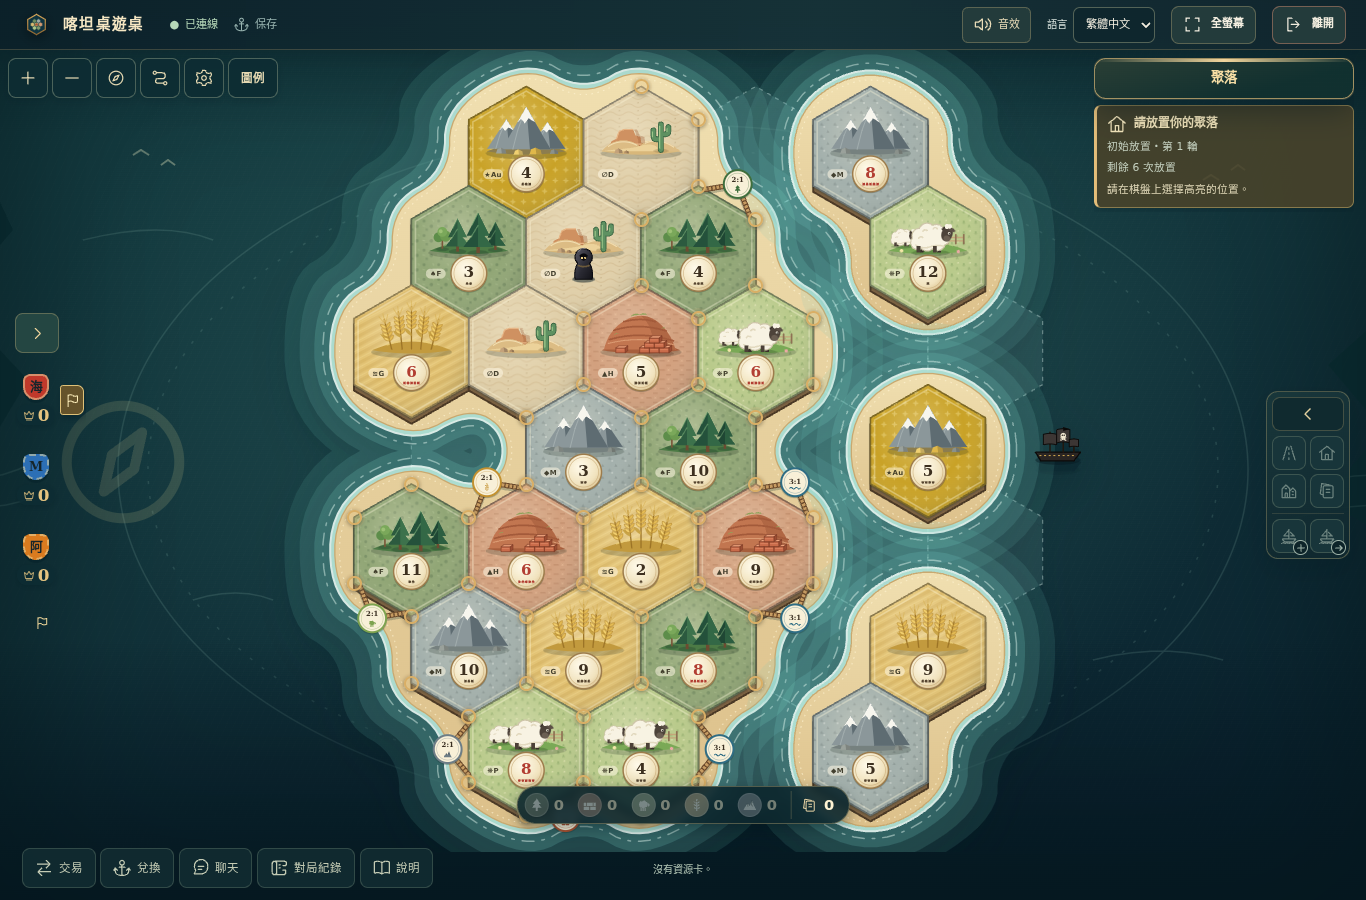 喀坦桌遊桌
已連線
保存
音效
語言
繁體中文
全螢幕
離開
圖例
聚落
請放置你的聚落
初始放置・第 1 輪
剩餘 6 次放置
請在棋盤上選擇高亮的位置。
★Au 4
∅D
◆M 8
2:1
♠F 3
∅D
♠F 4
❋P 12
≋G 6
∅D
▲H 5
❋P 6
海
0
M
0
阿
0
◆M 3
♠F 10
★Au 5
2:1
3:1
♠F 11
▲H 6
≋G 2
▲H 9
2:1
3:1
◆M 10
≋G 9
♠F 8
≋G 9
2:1
3:1
❋P 8
❋P 4
◆M 5
0
0
0
0
0
0
交易
兌換
聊天
對局紀錄
說明
沒有資源卡。